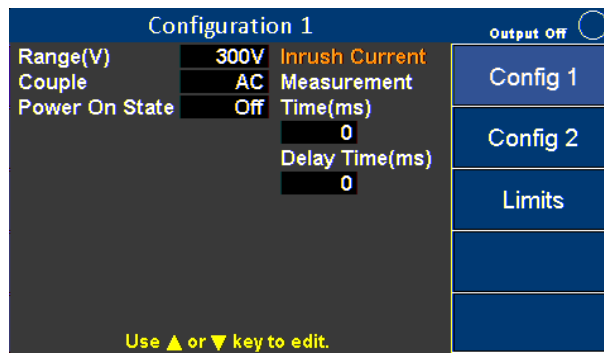 Configuration 1
Output Off
Range(V) 300V
Couple AC
Power On State Off
Inrush Current
Measurement
Time(ms)
0
Delay Time(ms)
0
Config 1
Config 2
Limits
Use ▲ or ▼ key to edit.